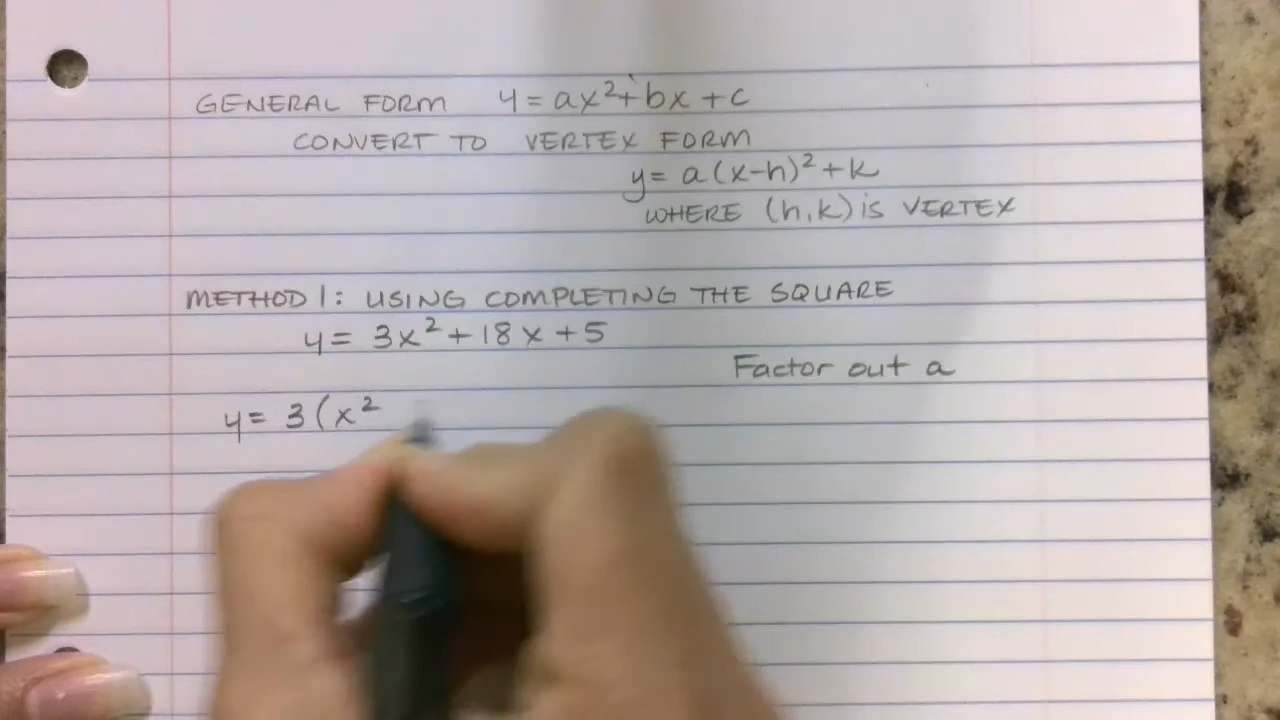 GENERAL FORM y = ax²+bx+c
CONVERT TO VERTEX FORM
y = a(x-h)²+k
WHERE (h,k) is VERTEX
METHOD 1: USING COMPLETING THE SQUARE
y = 3x²+18x+5
Factor out a
y = 3(x²